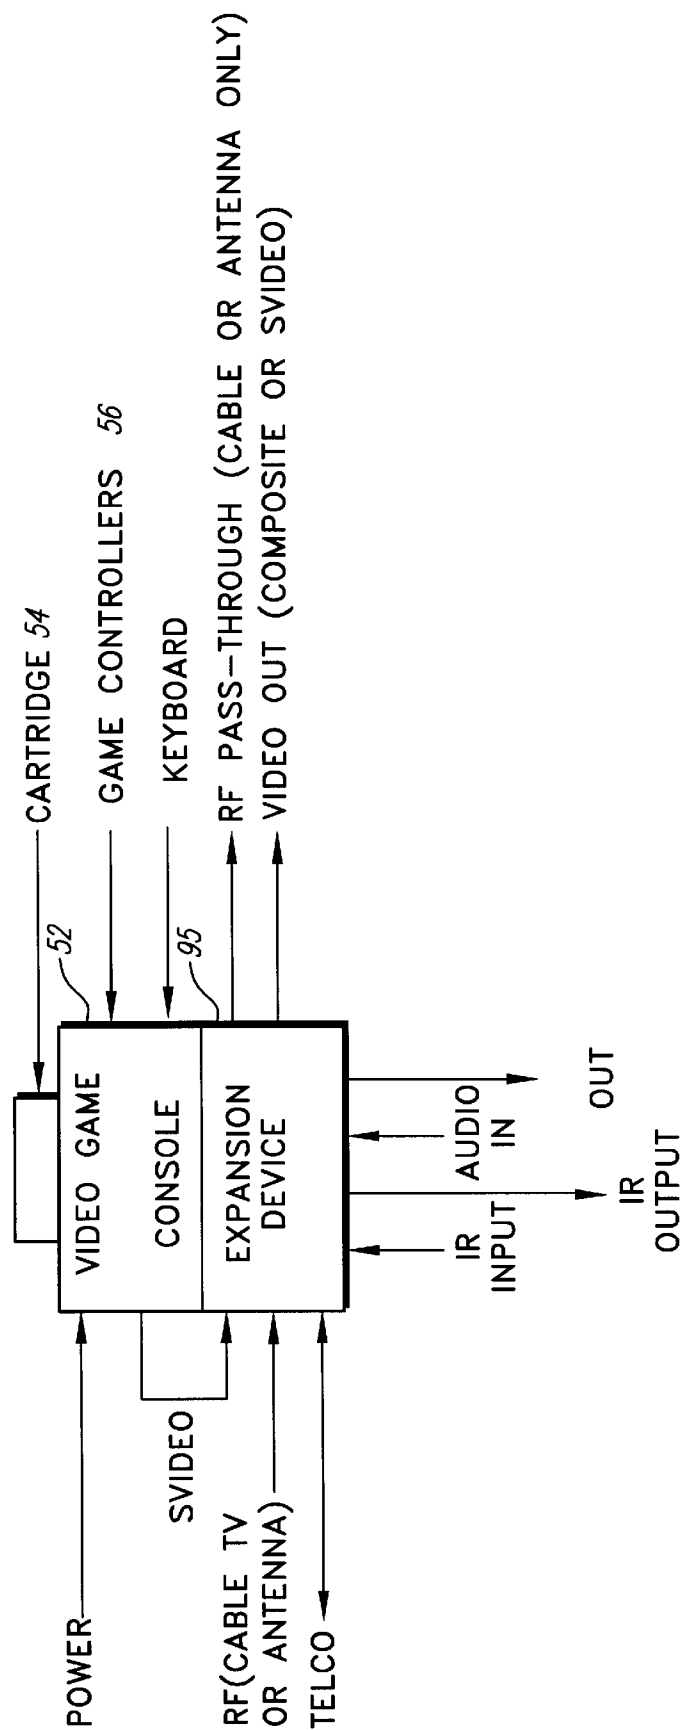 CARTRIDGE 54
GAME CONTROLLERS 56
KEYBOARD
RF PASS-THROUGH (CABLE OR ANTENNA ONLY)
VIDEO OUT (COMPOSITE OR SVIDEO)
52
95
VIDEO GAME
CONSOLE
EXPANSION
DEVICE
POWER
SVIDEO
RF(CABLE TV
OR ANTENNA)
TELCO
IR
INPUT
IR
OUTPUT
AUDIO
IN
OUT